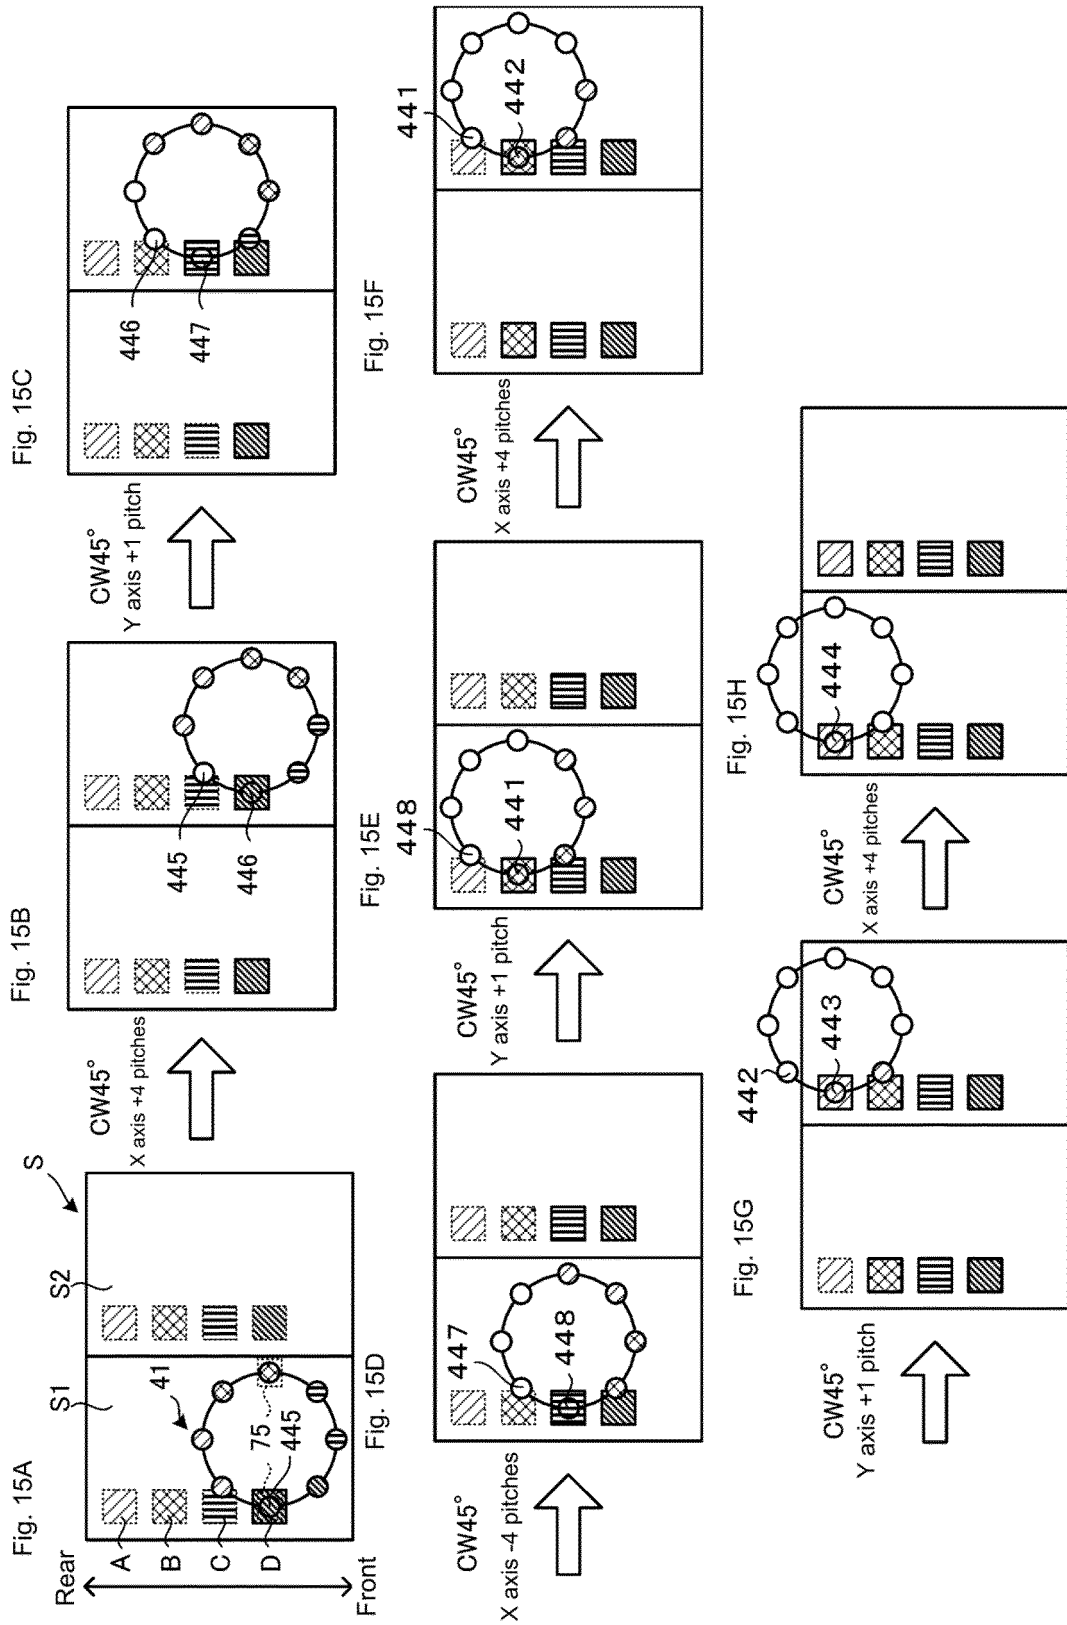 Fig. 15A
Rear
Front
A
B
C
D
S1
S2
S
41
75
445
CW45°
X axis +4 pitches
Fig. 15B
445
446
CW45°
Y axis +1 pitch
Fig. 15C
446
447
CW45°
X axis -4 pitches
Fig. 15D
447
448
CW45°
Y axis +1 pitch
Fig. 15E
448
441
CW45°
X axis +4 pitches
Fig. 15F
441
442
CW45°
Y axis +1 pitch
Fig. 15G
442
443
CW45°
X axis +4 pitches
Fig. 15H
444